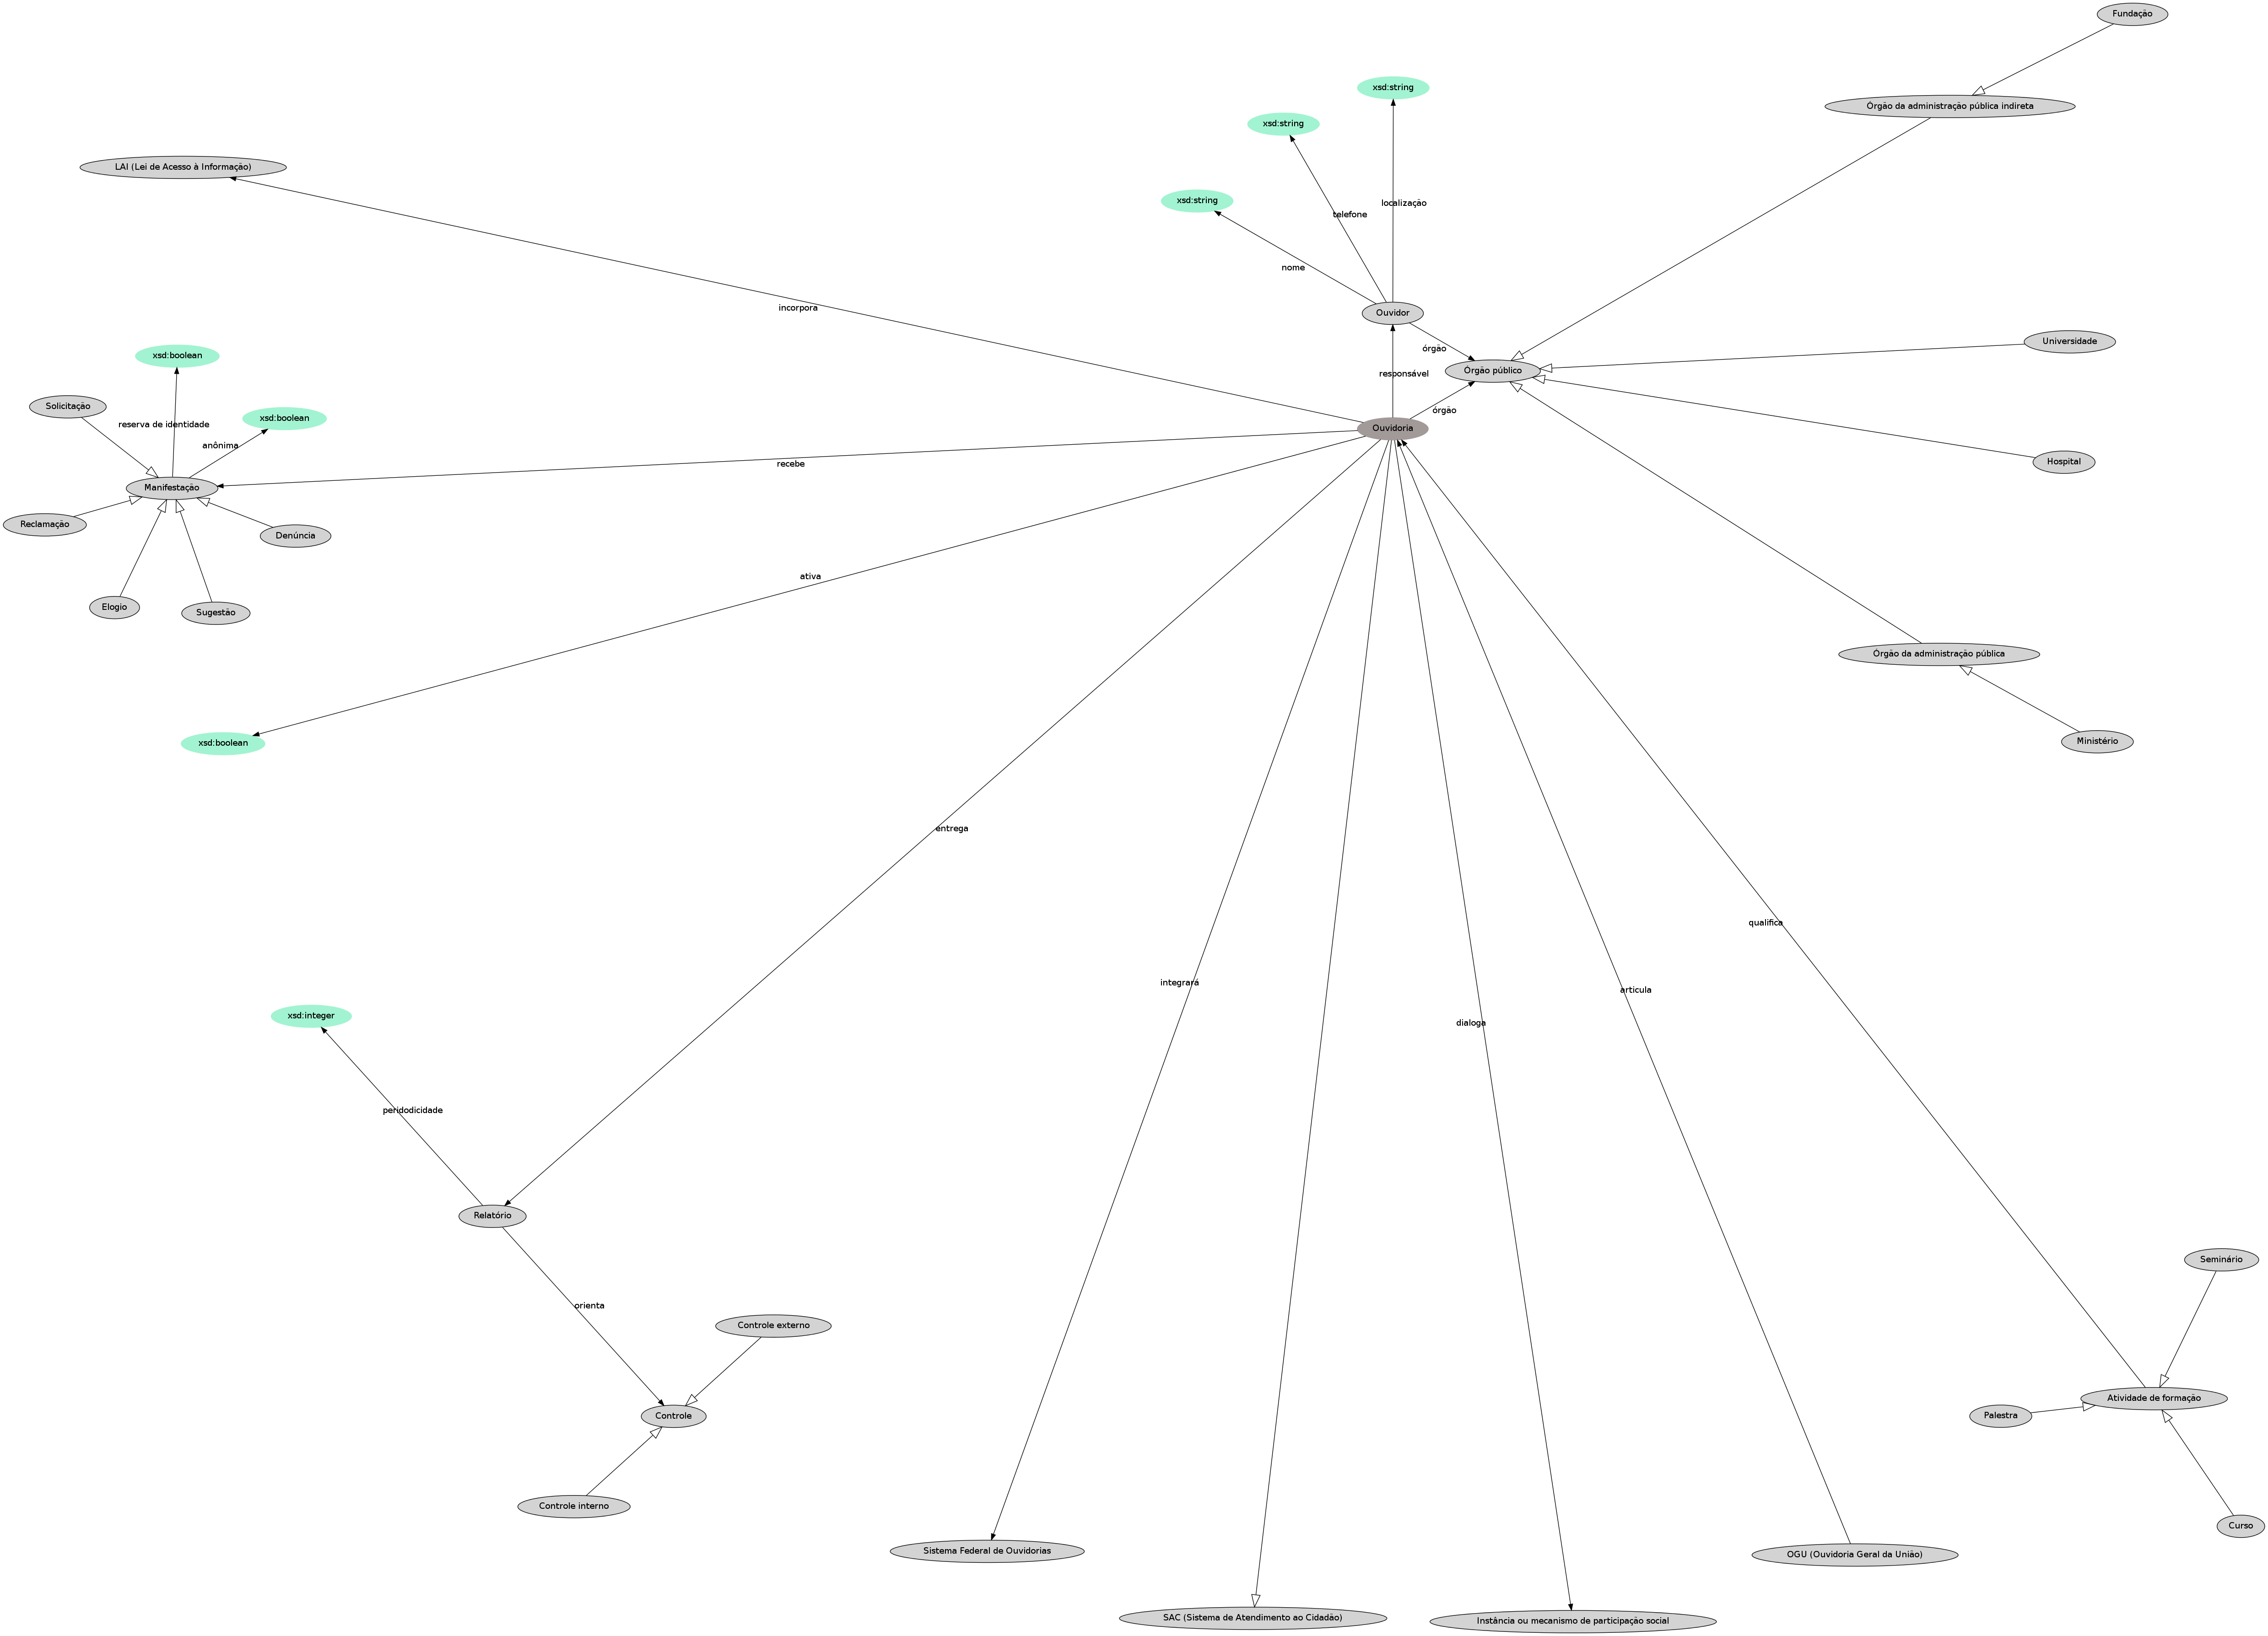 Fundação
xsd:string
Órgão da administração pública indireta
xsd:string
LAI (Lei de Acesso à Informação)
xsd:string
localização
telefone
nome
incorpora
Ouvidor
Universidade
órgão
xsd:boolean
Órgão público
responsável
Solicitação
órgão
xsd:boolean
reserva de identidade
Ouvidoria
anônima
Hospital
recebe
Manifestação
Reclamação
Denúncia
ativa
Elogio
Sugestão
Órgão da administração pública
xsd:boolean
Ministério
entrega
qualifica
integrará
articula
xsd:integer
dialoga
peridodicidade
Relatório
Seminário
orienta
Controle externo
Atividade de formação
Controle
Palestra
Controle interno
Curso
Sistema Federal de Ouvidorias
OGU (Ouvidoria Geral da União)
SAC (Sistema de Atendimento ao Cidadão)
Instância ou mecanismo de participação social